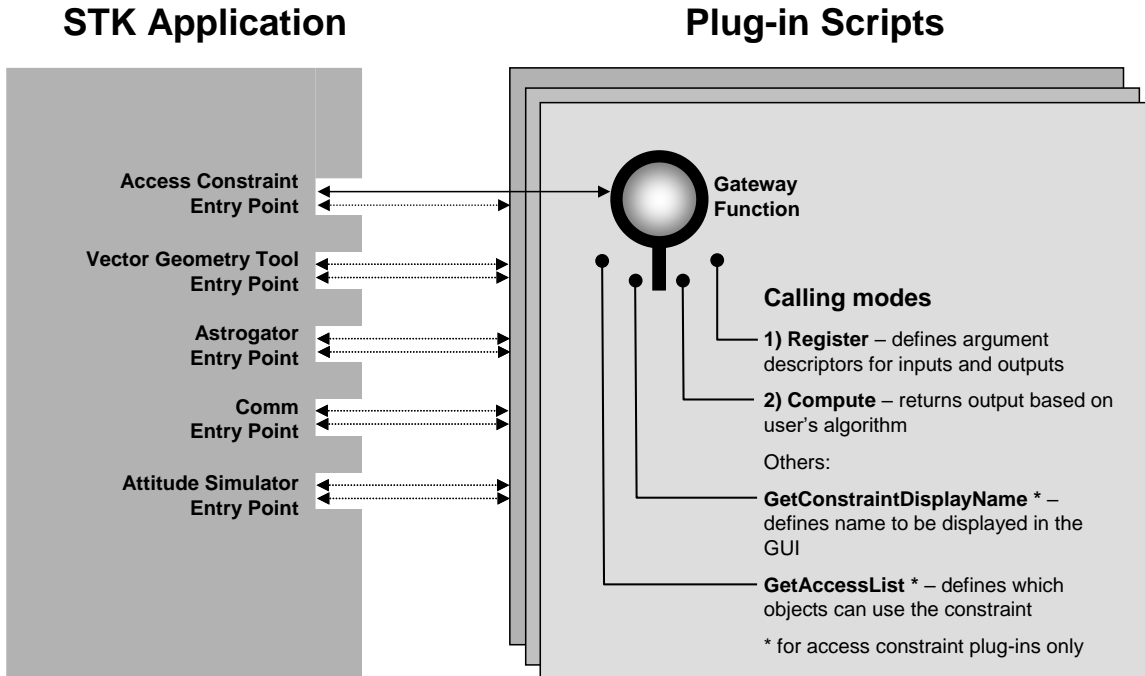 STK Application
Plug-in Scripts
Access Constraint
Entry Point
Vector Geometry Tool
Entry Point
Astrogator
Entry Point
Comm
Entry Point
Attitude Simulator
Entry Point
Gateway
Function
Calling modes
1) Register – defines argument
descriptors for inputs and outputs
2) Compute – returns output based on
user's algorithm
Others:
GetConstraintDisplayName * –
defines name to be displayed in the
GUI
GetAccessList * – defines which
objects can use the constraint
* for access constraint plug-ins only